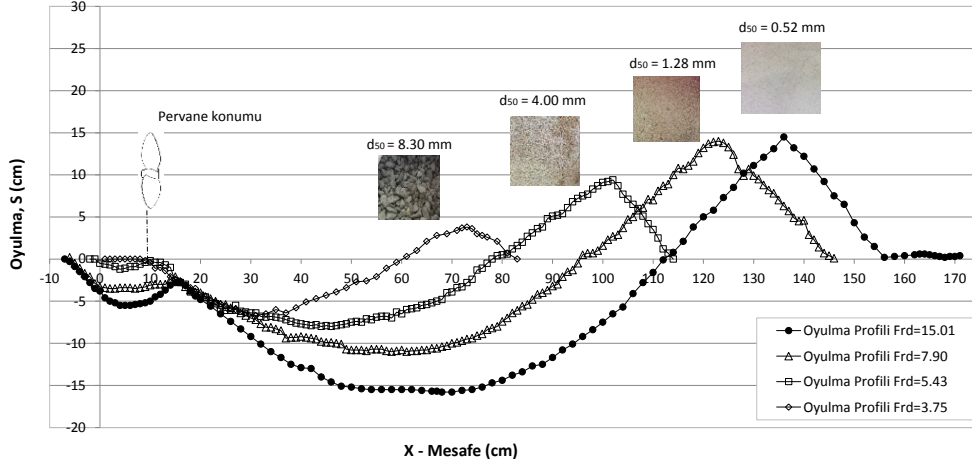 30
25
20
15
10
5
0
-5
-10
-15
-20
Oyulma, S (cm)
d50 = 0.52 mm
d50 = 1.28 mm
d50 = 4.00 mm
Pervane konumu
d50 = 8.30 mm
-10 0 10 20 30 40 50 60 70 80 90 100 110 120 130 140 150 160 170
Oyulma Profili Frd=15.01
Oyulma Profili Frd=7.90
Oyulma Profili Frd=5.43
Oyulma Profili Frd=3.75
X - Mesafe (cm)